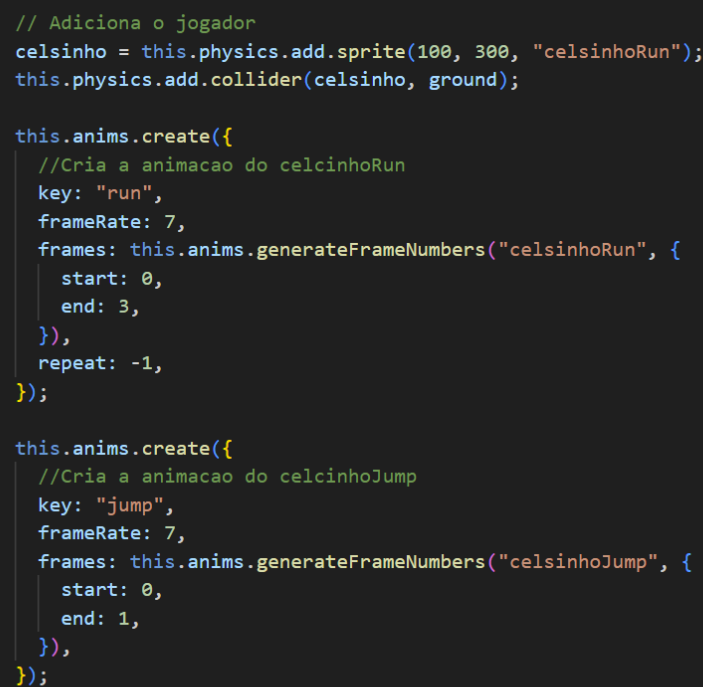 // Adiciona o jogador
celsinho = this.physics.add.sprite(100, 300, "celsinhoRun");
this.physics.add.collider(celsinho, ground);

this.anims.create({
  //Cria a animacao do celcinhoRun
  key: "run",
  frameRate: 7,
  frames: this.anims.generateFrameNumbers("celsinhoRun", {
    start: 0,
    end: 3,
  }),
  repeat: -1,
});

this.anims.create({
  //Cria a animacao do celcinhoJump
  key: "jump",
  frameRate: 7,
  frames: this.anims.generateFrameNumbers("celsinhoJump", {
    start: 0,
    end: 1,
  }),
});